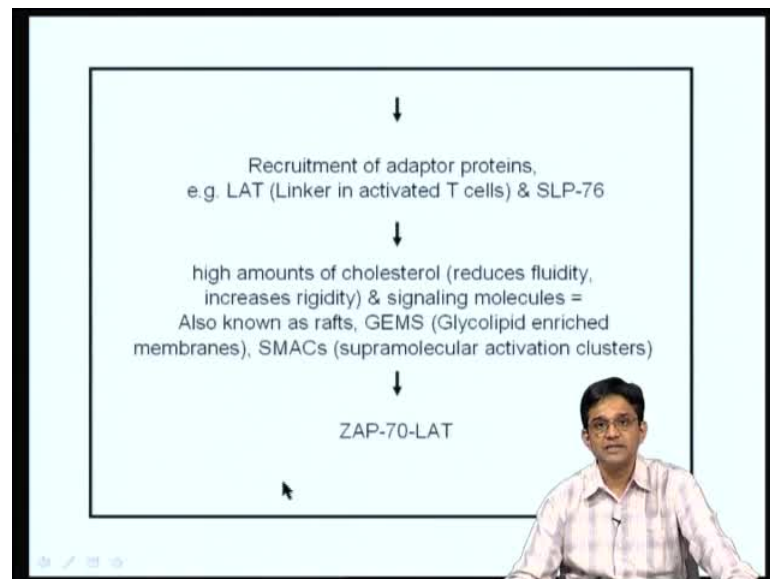 Recruitment of adaptor proteins,
e.g. LAT (Linker in activated T cells) & SLP-76
high amounts of cholesterol (reduces fluidity,
increases rigidity) & signaling molecules =
Also known as rafts, GEMS (Glycolipid enriched
membranes), SMACs (supramolecular activation clusters)
ZAP-70-LAT